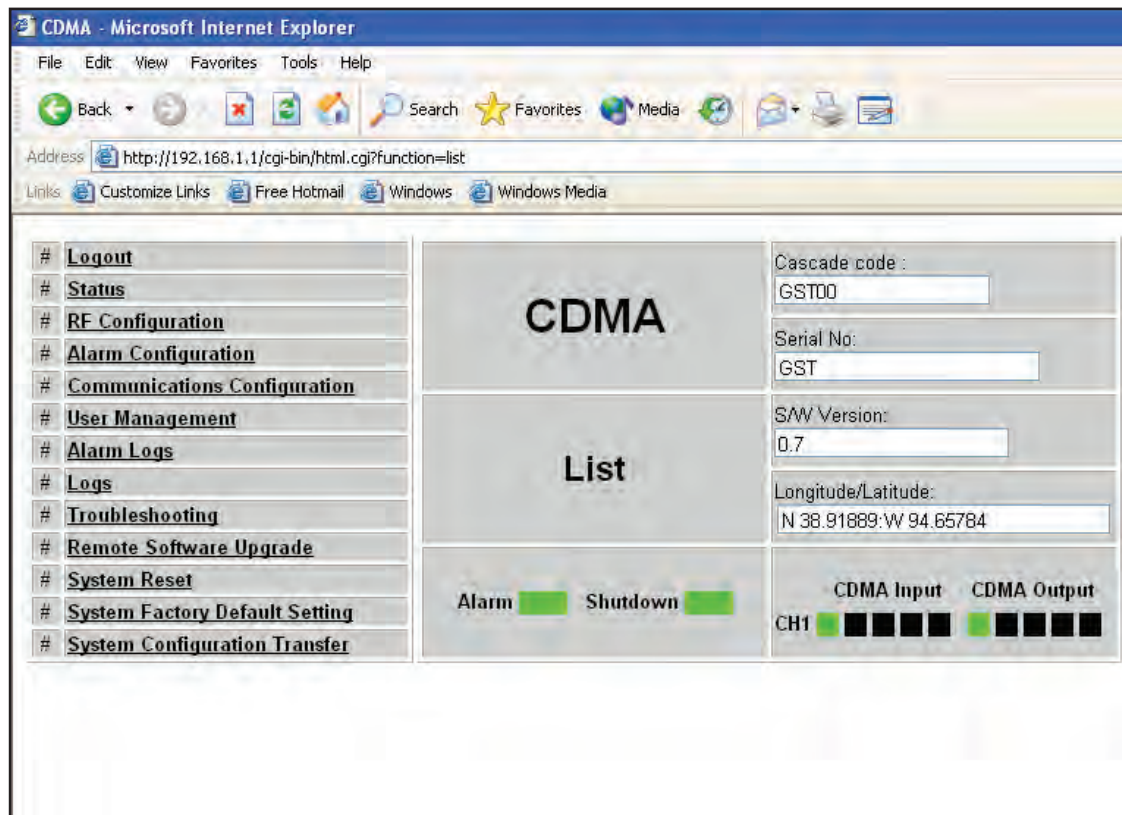 CDMA - Microsoft Internet Explorer
File Edit View Favorites Tools Help
Back Search Favorites Media
Address http://192.168.1.1/cgi-bin/html.cgi?function=list
Links Customize Links Free Hotmail Windows Windows Media
# Logout
# Status
# RF Configuration
# Alarm Configuration
# Communications Configuration
# User Management
# Alarm Logs
# Logs
# Troubleshooting
# Remote Software Upgrade
# System Reset
# System Factory Default Setting
# System Configuration Transfer
CDMA
List
Alarm Shutdown
Cascade code :
GST00
Serial No:
GST
S/W Version:
0.7
Longitude/Latitude:
N 38.91889:W 94.65784
CDMA Input CDMA Output
CH1